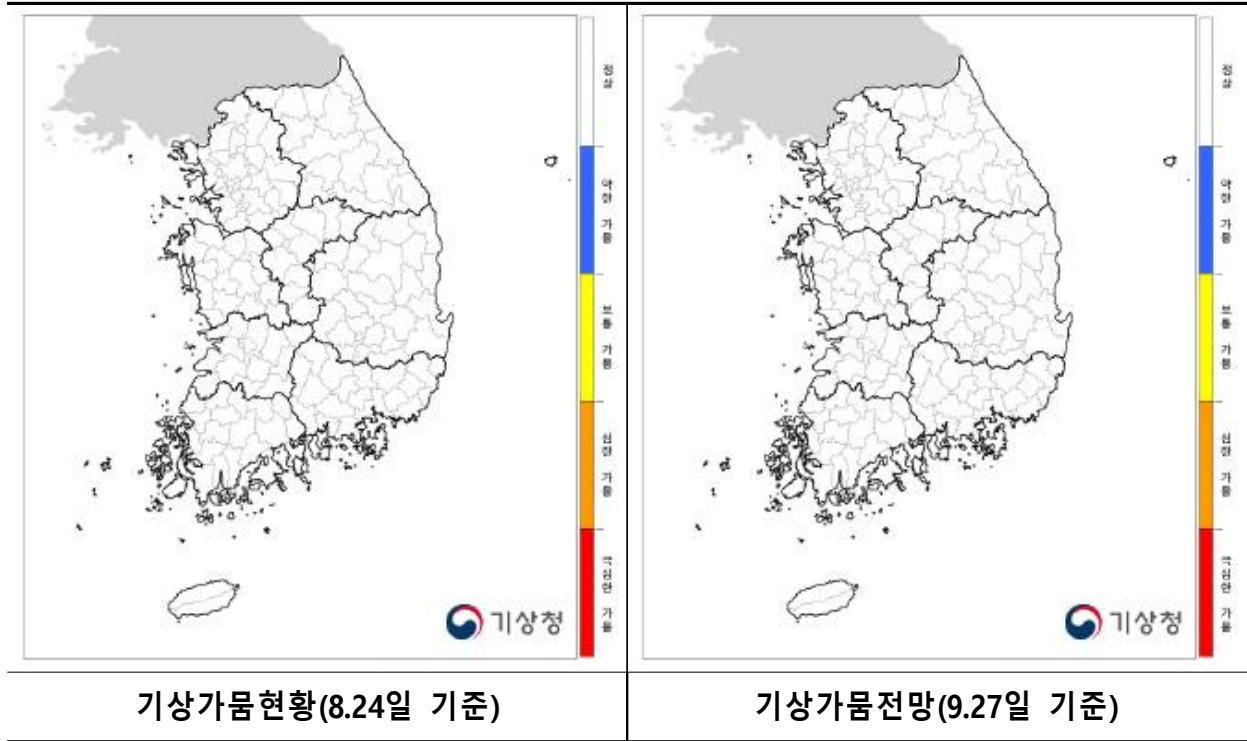 정상
약한 가뭄
보통 가뭄
심한 가뭄
극심한 가뭄
기상청
정상
약한 가뭄
보통 가뭄
심한 가뭄
극심한 가뭄
기상청
기상가뭄현황(8.24일 기준)
기상가뭄전망(9.27일 기준)